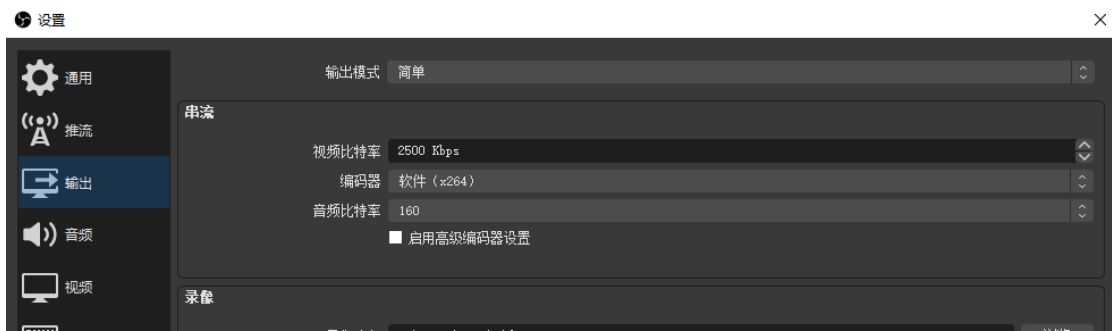 设置
通用
输出模式 简单
串流
推流
视频比特率 2500 Kbps
输出
编码器 软件（x264）
音频比特率 160
音频
启用高级编码器设置
视频
录像